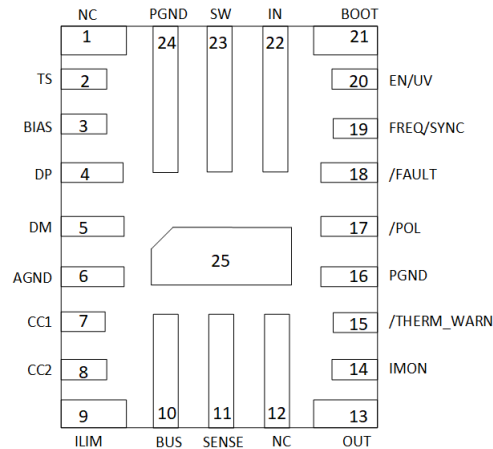 NC PGND SW IN BOOT
1 24 23 22 21
TS 2 20 EN/UV
BIAS 3 19 FREQ/SYNC
DP 4 18 /FAULT
DM 5 17 /POL
25
AGND 6 16 PGND
CC1 7 15 /THERM_WARN
CC2 8 14 IMON
9 10 11 12 13
ILIM BUS SENSE NC OUT